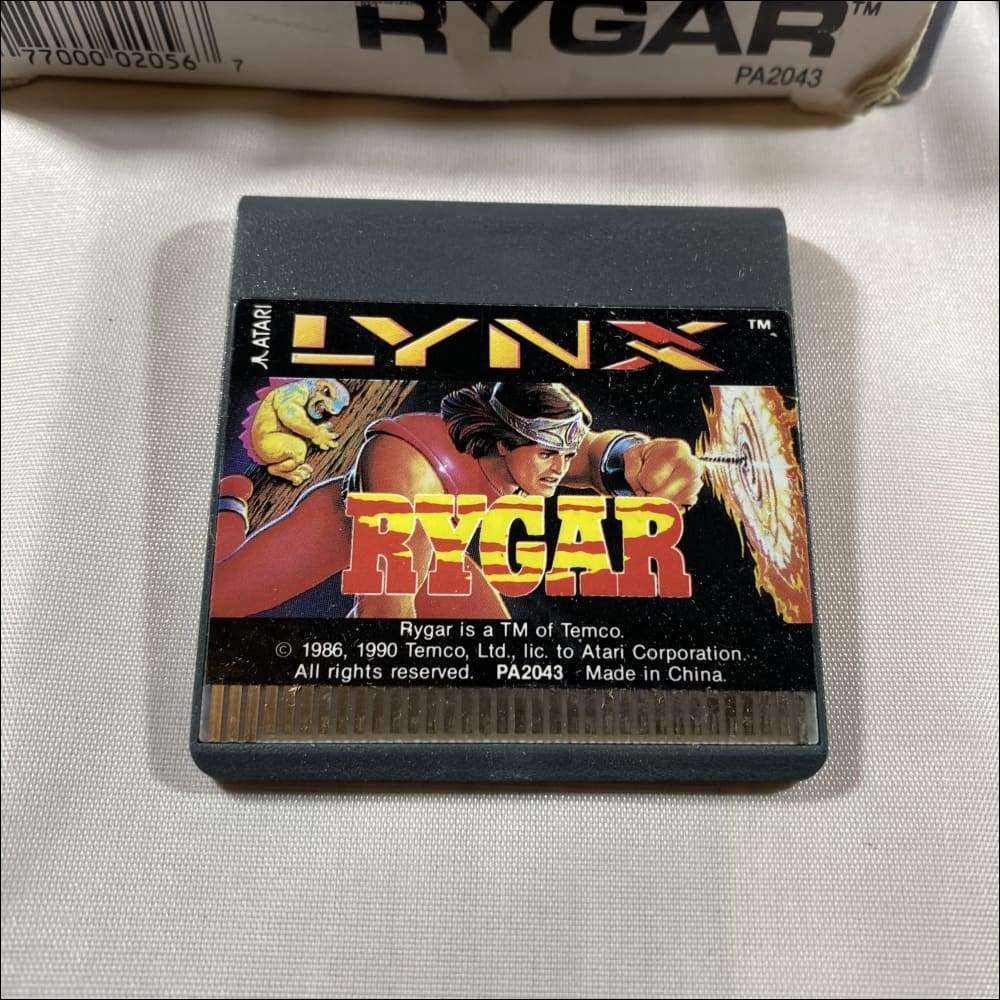 77000 02056 7
RYGAR™
PA2043
ATARI
LYNX™
RYGAR
Rygar is a TM of Temco.
© 1986, 1990 Temco, Ltd., lic. to Atari Corporation.
All rights reserved. PA2043 Made in China.